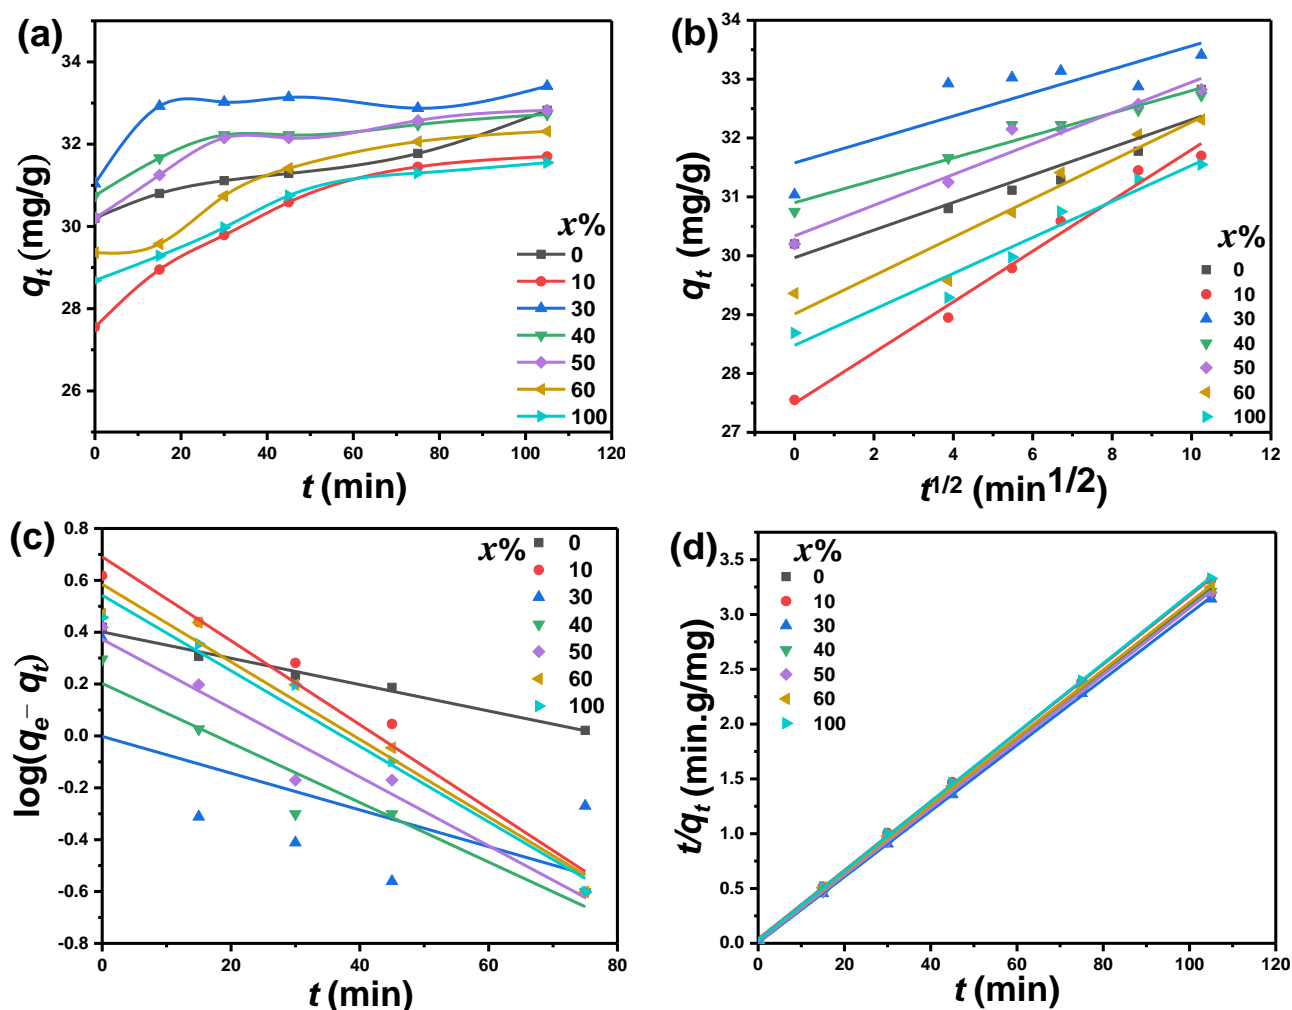 (a)
34
32
30
28
26
q_t (mg/g)
0 20 40 60 80 100 120
t (min)
x%
0
10
30
40
50
60
100
(b)
34
33
32
31
30
29
28
27
q_t (mg/g)
0 2 4 6 8 10 12
t^1/2 (min^1/2)
x%
0
10
30
40
50
60
100
(c)
0.8
0.6
0.4
0.2
0.0
-0.2
-0.4
-0.6
-0.8
log(q_e- q_t)
0 20 40 60 80
t (min)
x%
0
10
30
40
50
60
100
(d)
3.5
3.0
2.5
2.0
1.5
1.0
0.5
0.0
t/q_t (min.g/mg)
0 20 40 60 80 100 120
t (min)
x%
0
10
30
40
50
60
100